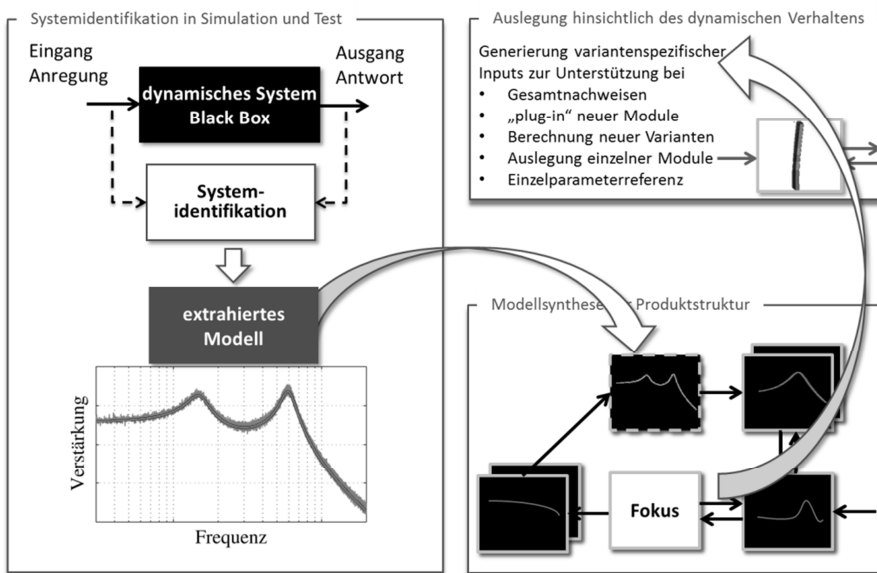 Systemidentifikation in Simulation und Test
Eingang
Anregung
Ausgang
Antwort
dynamisches System
Black Box
System-
identifikation
extrahiertes
Modell
Verstärkung
Frequenz
Auslegung hinsichtlich des dynamischen Verhaltens
Generierung variantenspezifischer
Inputs zur Unterstützung bei
• Gesamtnachweisen
• „plug-in“ neuer Module
• Berechnung neuer Varianten
• Auslegung einzelner Module
• Einzelparameterreferenz
Modellsynthese Produktstruktur
Fokus